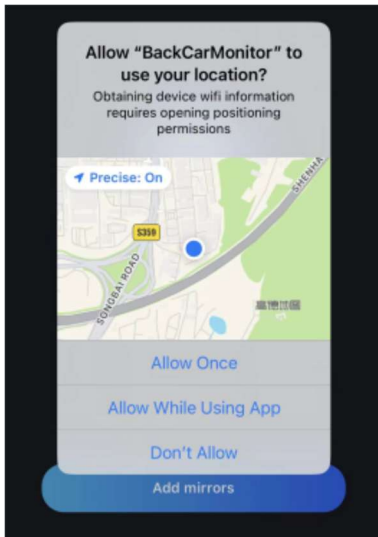 Allow “BackCarMonitor” to
use your location?
Obtaining device wifi information
requires opening positioning
permissions
Precise: On
SHENHA
S359
SONGBAI ROAD
高德地图
Allow Once
Allow While Using App
Don't Allow
Add mirrors